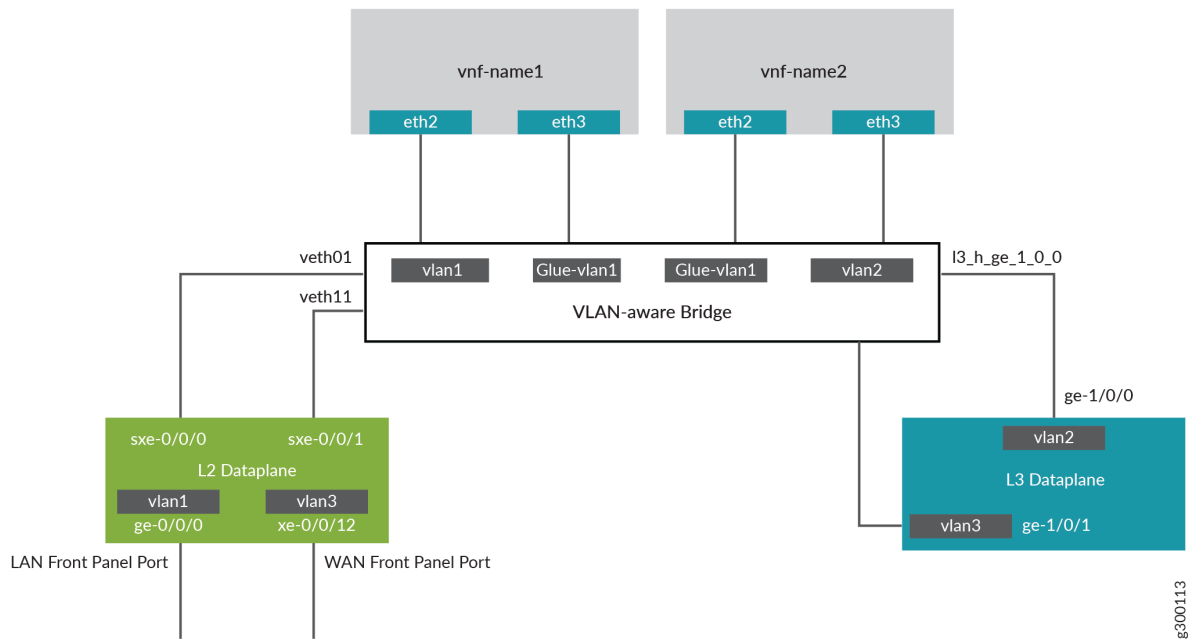 vnf-name1
vnf-name2
eth2
eth3
eth2
eth3
veth01
l3_h_ge_1_0_0
vlan1
Glue-vlan1
Glue-vlan1
vlan2
veth11
VLAN-aware Bridge
ge-1/0/0
sxe-0/0/0
sxe-0/0/1
vlan2
L2 Dataplane
L3 Dataplane
vlan1
vlan3
ge-0/0/0
xe-0/0/12
vlan3
ge-1/0/1
LAN Front Panel Port
WAN Front Panel Port
g300113